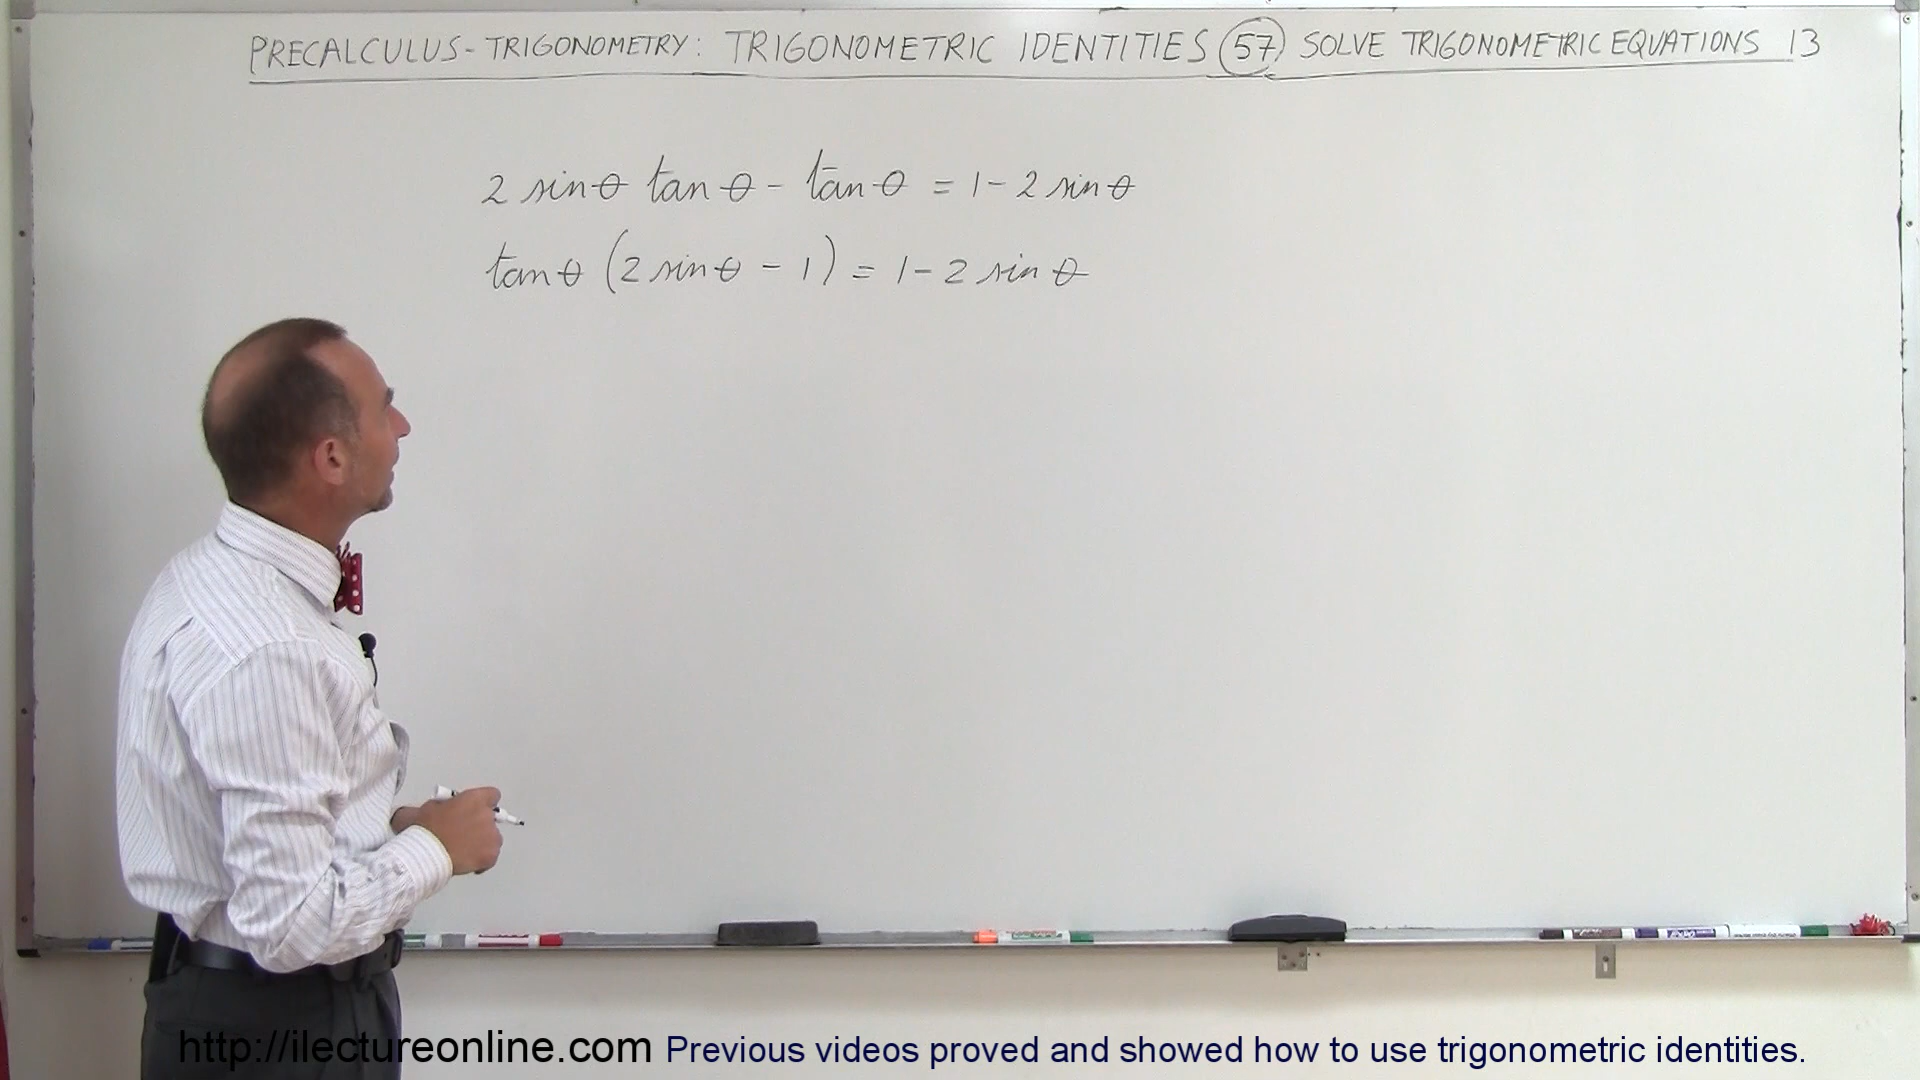 PRECALCULUS - TRIGONOMETRY: TRIGONOMETRIC IDENTITIES 57 SOLVE TRIGONOMETRIC EQUATIONS 13
2 sin θ tan θ - tan θ = 1 - 2 sin θ
tan θ (2 sin θ - 1) = 1 - 2 sin θ
http://ilectureonline.com Previous videos proved and showed how to use trigonometric identities.